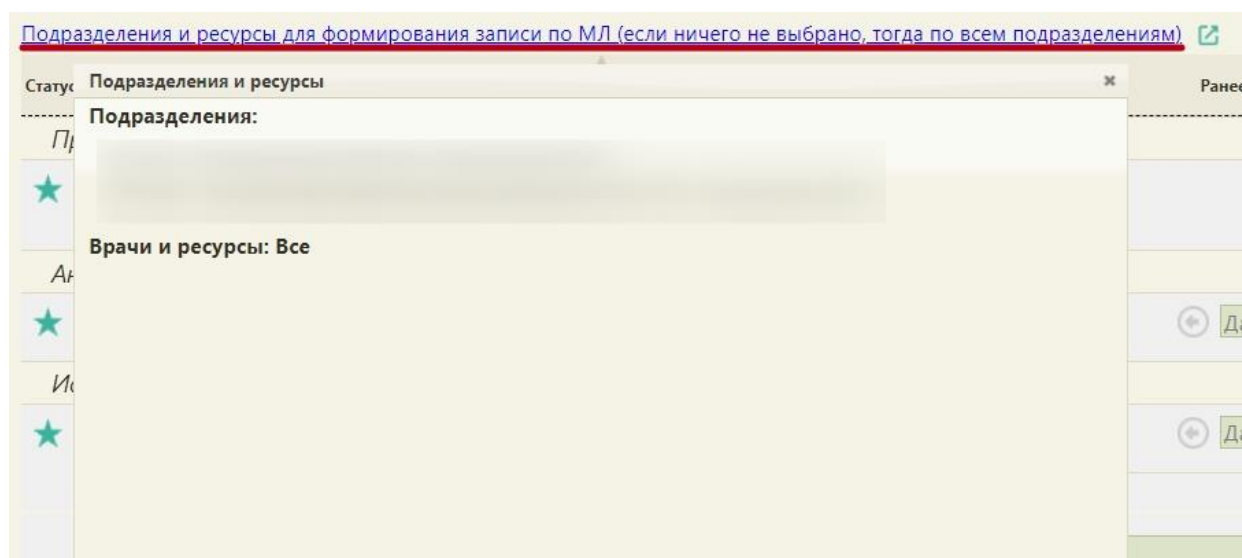 Подразделения и ресурсы для формирования записи по МЛ (если ничего не выбрано, тогда по всем подразделениям)
Подразделения и ресурсы
Подразделения:
Врачи и ресурсы: Все